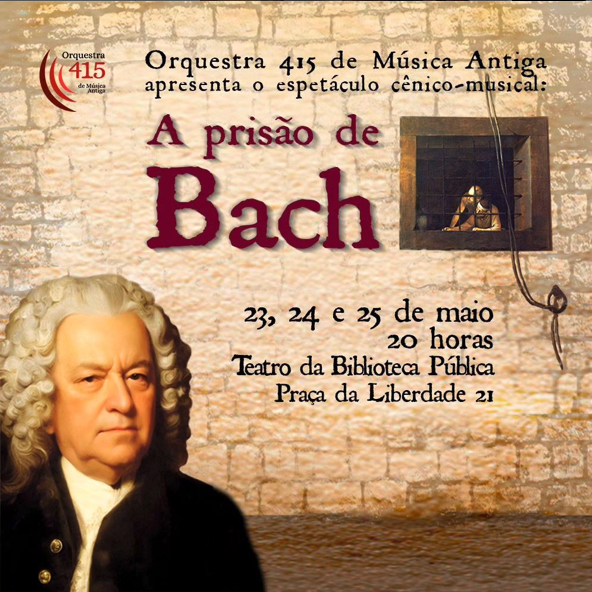 Orquestra
415
de Música
Antiga
Orquestra 415 de Música Antiga
apresenta o espetáculo cênico-musical:
A prisão de
Bach
23, 24 e 25 de maio
20 horas
Teatro da Biblioteca Pública
Praça da Liberdade 21